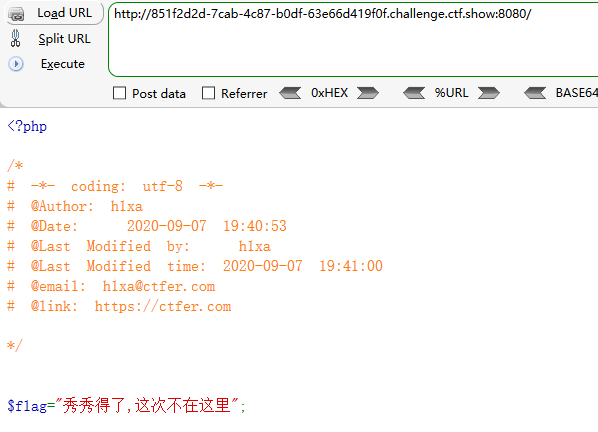 Load URL
http://851f2d2d-7cab-4c87-b0df-63e66d419f0f.challenge.ctf.show:8080/
Split URL
Execute
Post data Referrer 0xHEX %URL BASE64
<?php
/*
# -*- coding: utf-8 -*-
# @Author: h1xa
# @Date: 2020-09-07 19:40:53
# @Last Modified by: h1xa
# @Last Modified time: 2020-09-07 19:41:00
# @email: h1xa@ctfer.com
# @link: https://ctfer.com
*/
$flag="秀秀得了,这次不在这里";